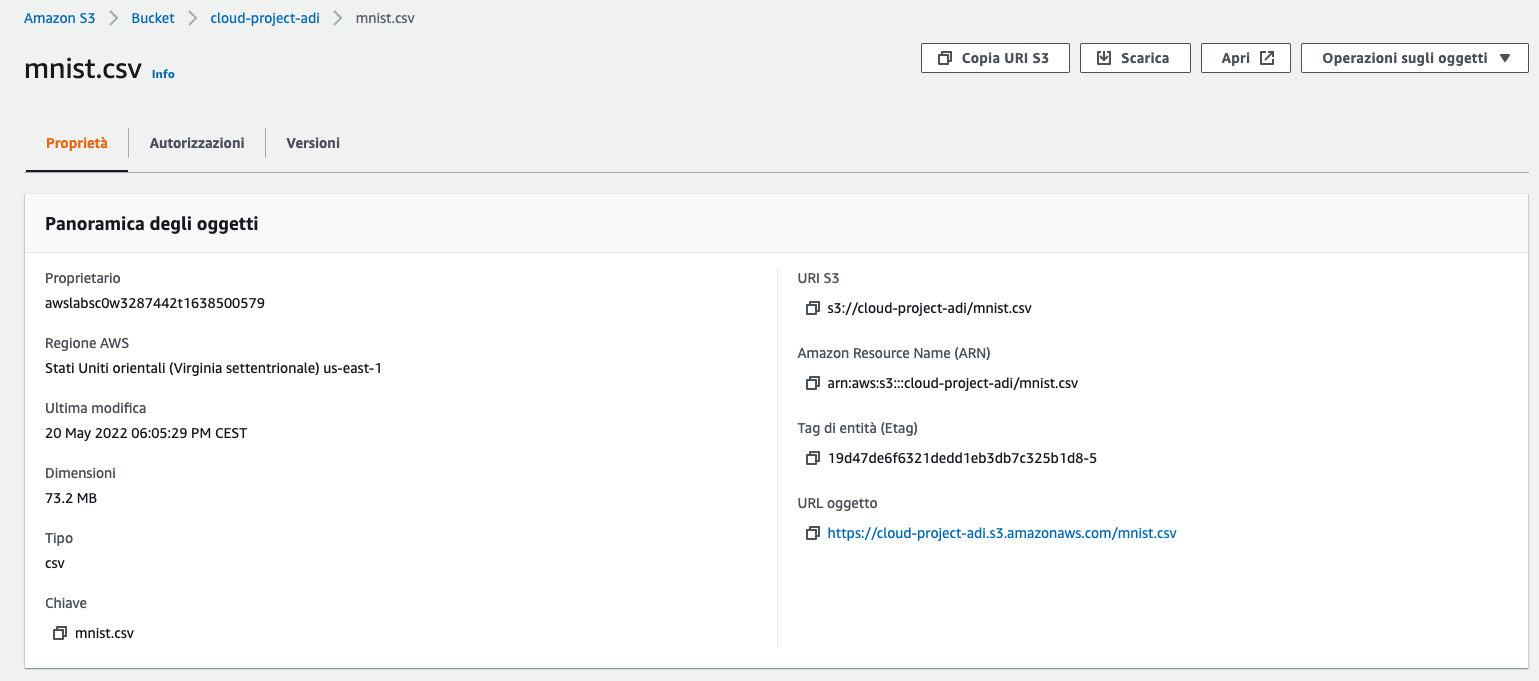 Amazon S3 > Bucket > cloud-project-adi > mnist.csv
mnist.csv Info
Copia URI S3 Scarica Apri Operazioni sugli oggetti
Proprietà Autorizzazioni Versioni
Panoramica degli oggetti
Proprietario
awslabsc0w3287442t1638500579
Regione AWS
Stati Uniti orientali (Virginia settentrionale) us-east-1
Ultima modifica
20 May 2022 06:05:29 PM CEST
Dimensioni
73.2 MB
Tipo
csv
Chiave
mnist.csv
URI S3
s3://cloud-project-adi/mnist.csv
Amazon Resource Name (ARN)
arn:aws:s3:::cloud-project-adi/mnist.csv
Tag di entità (Etag)
19d47de6f6321dedd1eb3db7c325b1d8-5
URL oggetto
https://cloud-project-adi.s3.amazonaws.com/mnist.csv